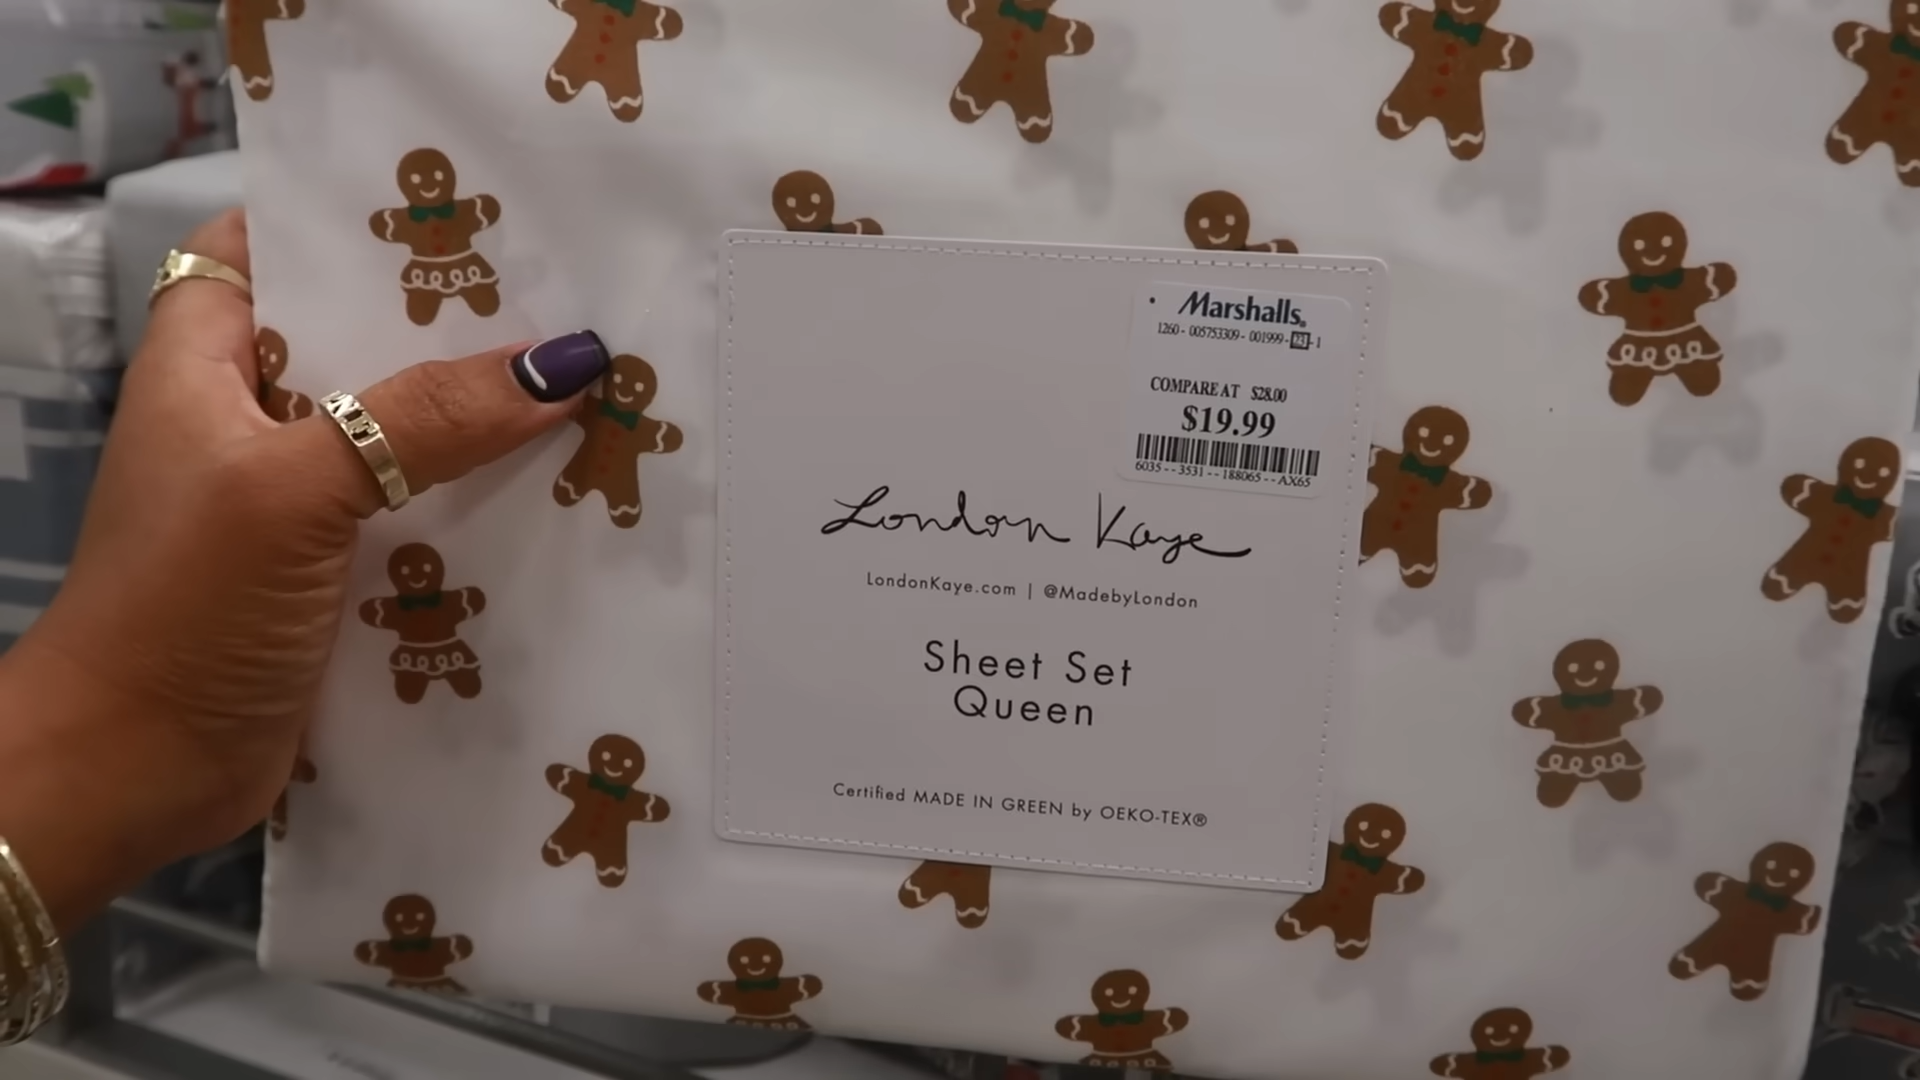 Marshalls.
1260 - 005753309 - 001999 - 23 - 1
COMPARE AT $28.00
$19.99
6035 - - 3531 - - 188065 - - AX65
London Kaye
LondonKaye.com | @MadebyLondon
Sheet Set
Queen
Certified MADE IN GREEN by OEKO-TEX®